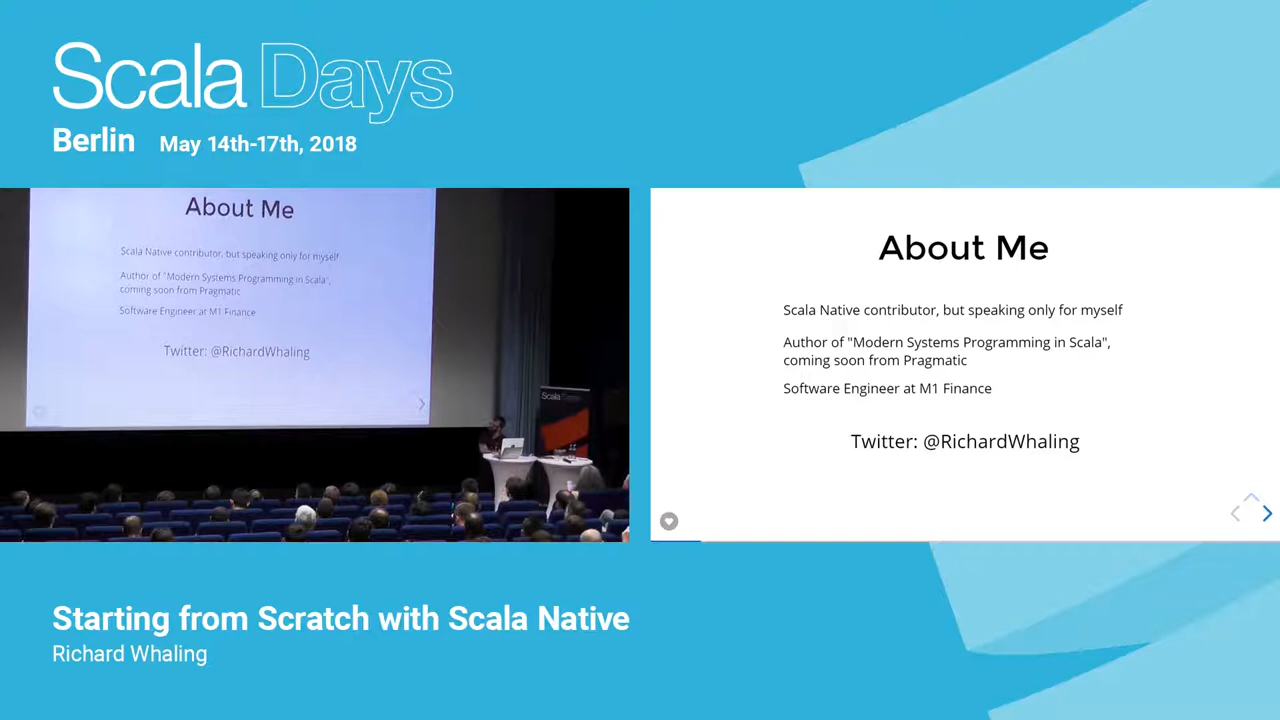 Scala Days
Berlin May 14th-17th, 2018
About Me
Scala Native contributor, but speaking only for myself
Author of "Modern Systems Programming in Scala",
coming soon from Pragmatic
Software Engineer at M1 Finance
Twitter: @RichardWhaling
Scala Days
About Me
Scala Native contributor, but speaking only for myself
Author of "Modern Systems Programming in Scala",
coming soon from Pragmatic
Software Engineer at M1 Finance
Twitter: @RichardWhaling
Starting from Scratch with Scala Native
Richard Whaling